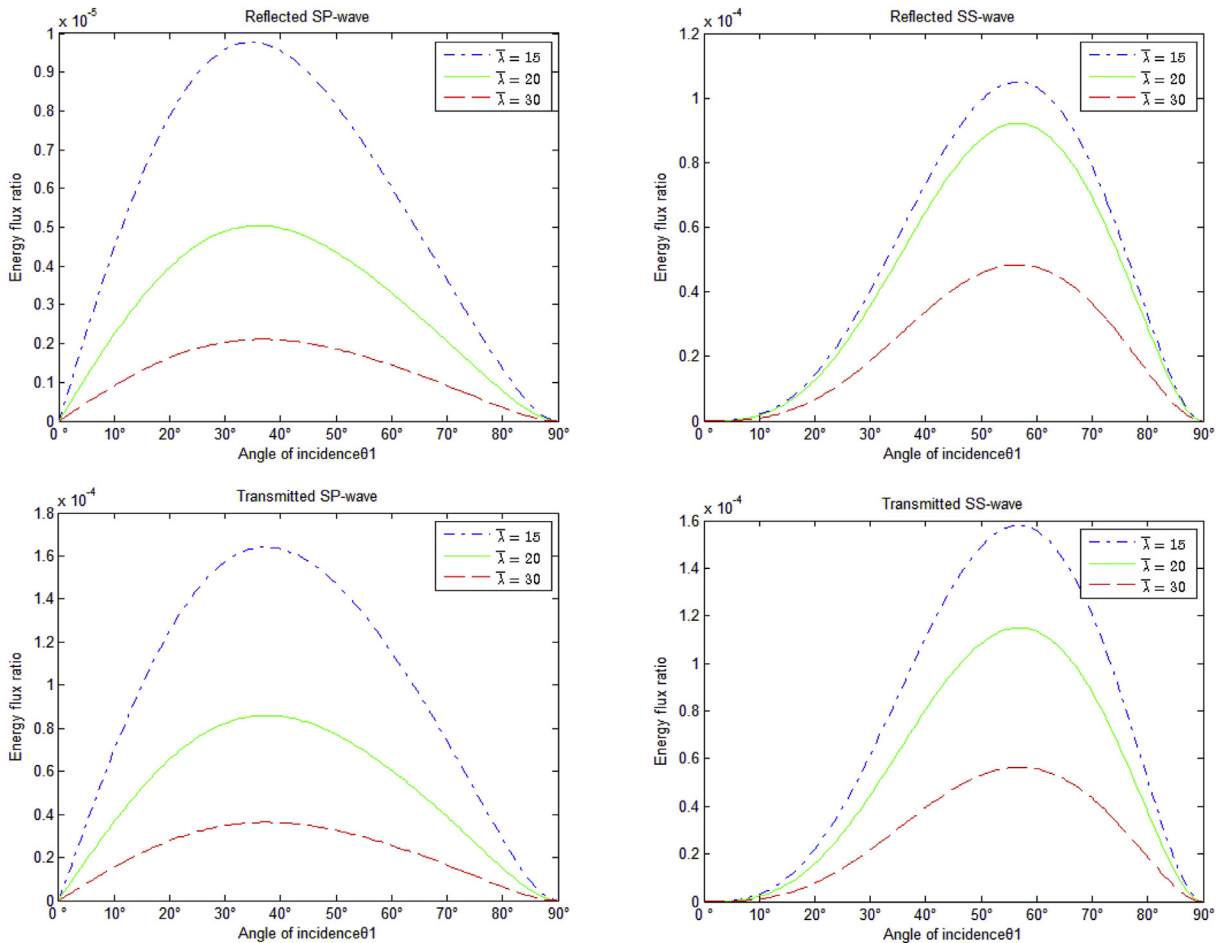 Reflected SP-wave
x 10⁻⁵
1
0.9
0.8
0.7
0.6
0.5
0.4
0.3
0.2
0.1
0
Energy flux ratio
λ̅ = 15
λ̅ = 20
λ̅ = 30
0° 10° 20° 30° 40° 50° 60° 70° 80° 90°
Angle of incidenceθ1
Reflected SS-wave
x 10⁻⁴
1.2
1
0.8
0.6
0.4
0.2
0
Energy flux ratio
λ̅ = 15
λ̅ = 20
λ̅ = 30
0° 10° 20° 30° 40° 50° 60° 70° 80° 90°
Angle of incidenceθ1
Transmitted SP-wave
x 10⁻⁴
1.8
1.6
1.4
1.2
1
0.8
0.6
0.4
0.2
0
Energy flux ratio
λ̅ = 15
λ̅ = 20
λ̅ = 30
0° 10° 20° 30° 40° 50° 60° 70° 80° 90°
Angle of incidenceθ1
Transmitted SS-wave
x 10⁻⁴
1.6
1.4
1.2
1
0.8
0.6
0.4
0.2
0
Energy flux ratio
λ̅ = 15
λ̅ = 20
λ̅ = 30
0° 10° 20° 30° 40° 50° 60° 70° 80° 90°
Angle of incidenceθ1